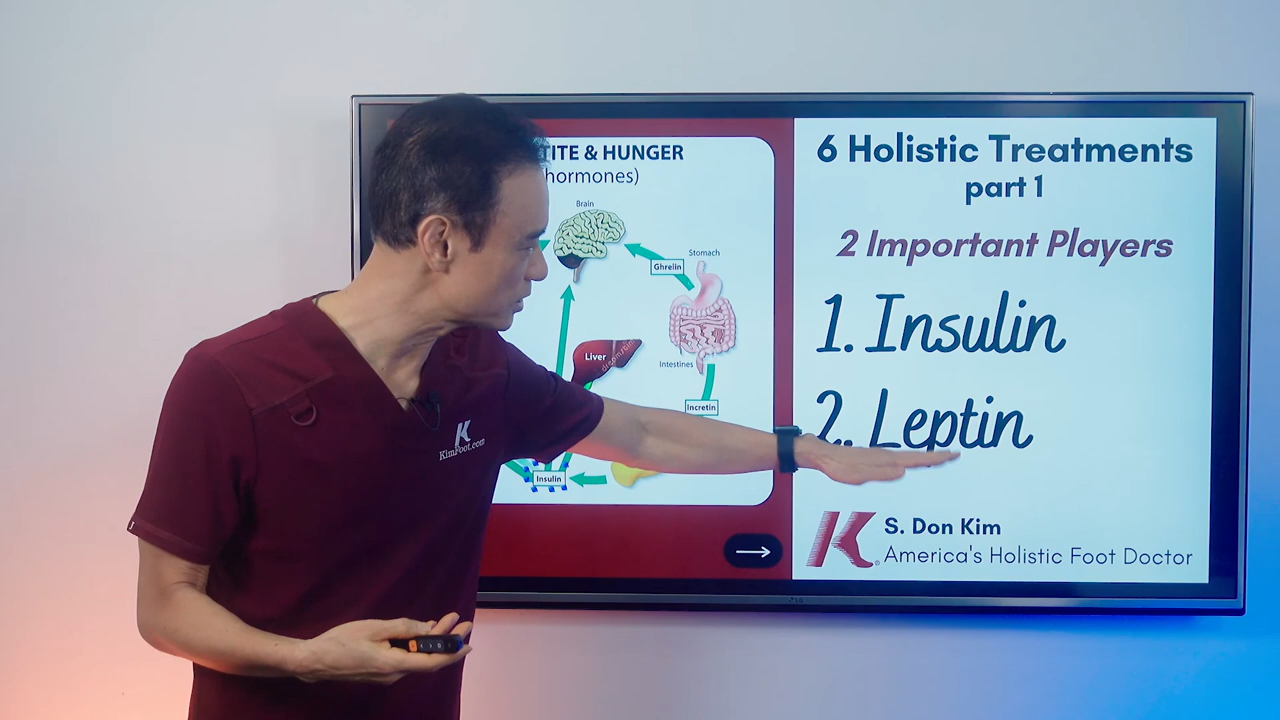 TITE & HUNGER
hormones)
Brain
Stomach
Ghrelin
Liver
Intestines
Incretin
Insulin
6 Holistic Treatments
part 1
2 Important Players
1. Insulin
2. Leptin
K S. Don Kim
America's Holistic Foot Doctor
K
KimFoot.com
LG